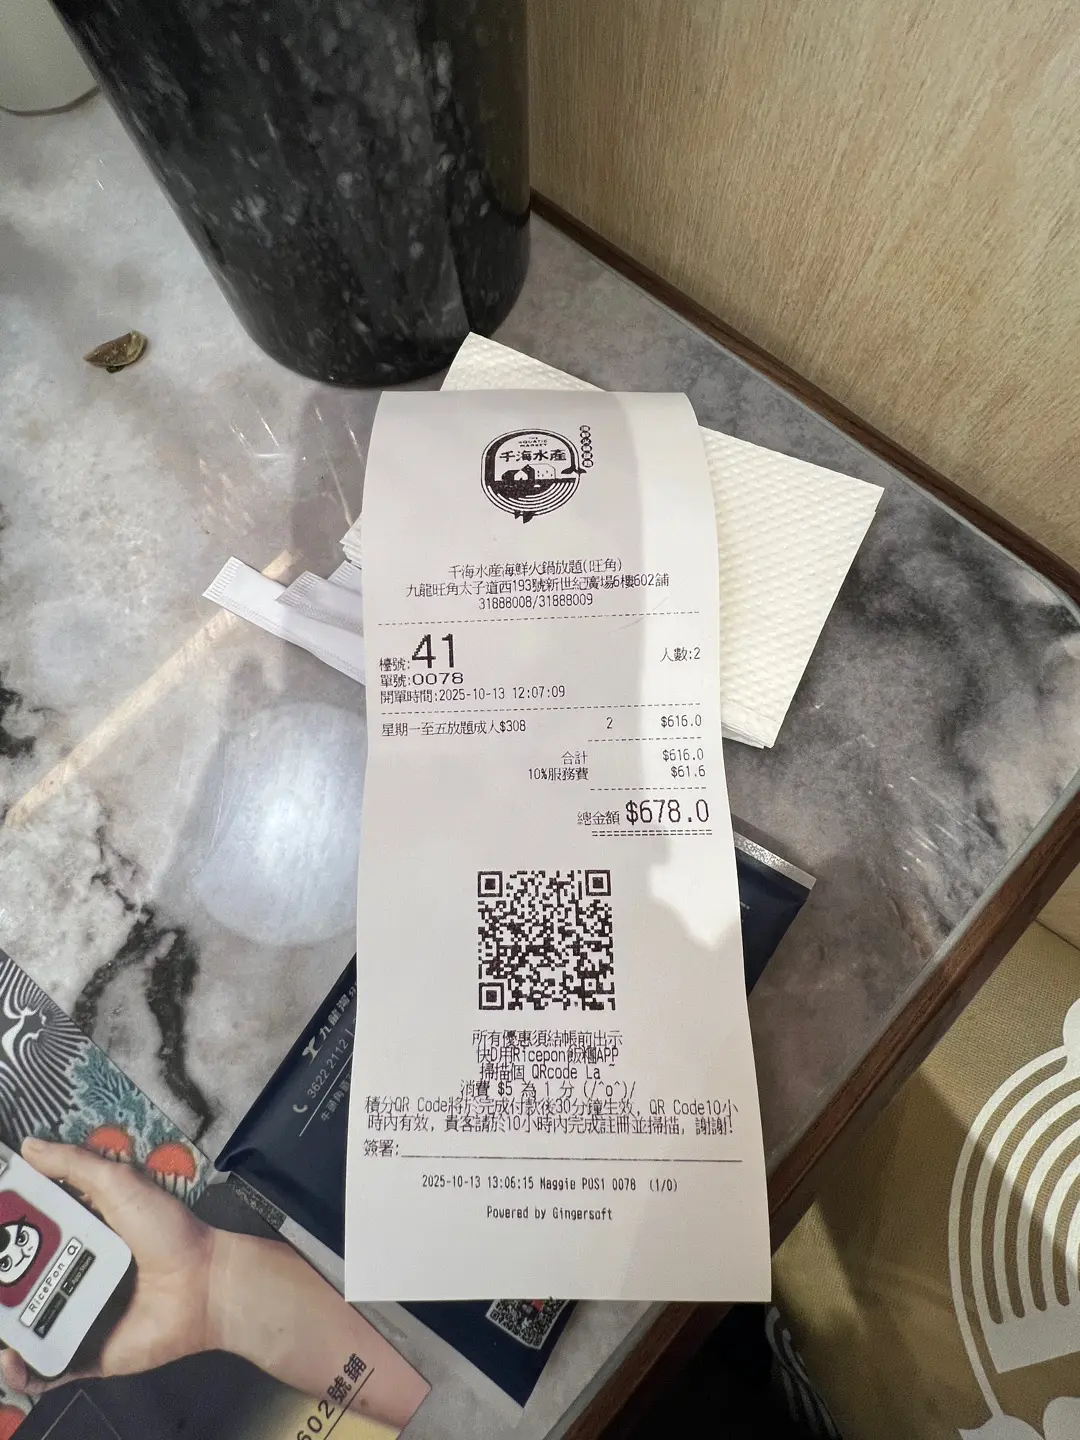 THE
AQUATIC
MARKET
千海水產
千海水產海鮮火鍋放題(旺角)
九龍旺角太子道西193號新世紀廣場6樓602舖
31888008/31888009
檯號:41 人數:2
單號:0078
開單時間:2025-10-13 12:07:09
星期一至五放題成人$308 2 $616.0
合計 $616.0
10%服務費 $61.6
總金額 $678.0
所有優惠須結帳前出示
快D用Ricepon飯糰APP
掃描個 QRcode La ~
消費 $5 為 1 分 (/^o^)/
積分QR Code將於完成付款後30分鐘生效, QR Code10小
時內有效, 貴客請於10小時內完成註冊並掃描, 謝謝!
簽署:
2025-10-13 13:06:15 Maggie POS1 0078 (1/0)
Powered by Gingersoft
九龍灣
3622 2112
RicePon
602號鋪